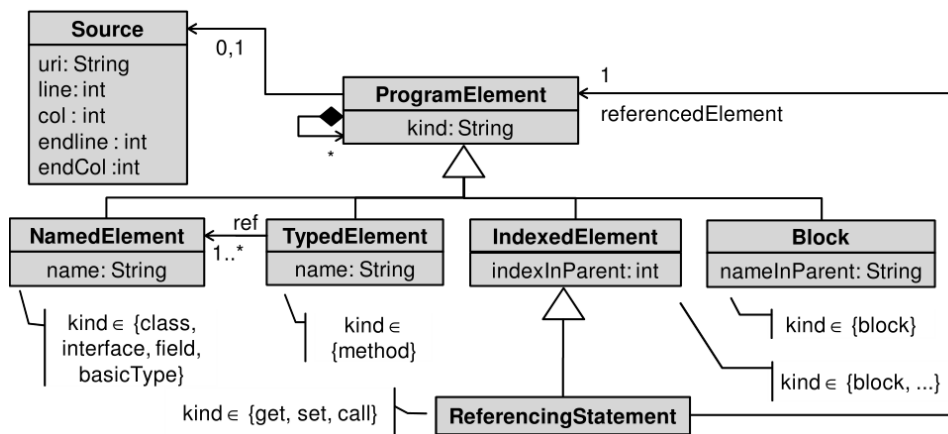 Source
uri: String
line: int
col : int
endline : int
endCol :int
0,1
ProgramElement
kind: String
*
1
referencedElement
NamedElement
name: String
ref
1..*
TypedElement
name: String
IndexedElement
indexInParent: int
Block
nameInParent: String
kind ∈ {class,
interface, field,
basicType}
kind ∈
{method}
kind ∈ {block}
kind ∈ {block, ...}
kind ∈ {get, set, call}
ReferencingStatement